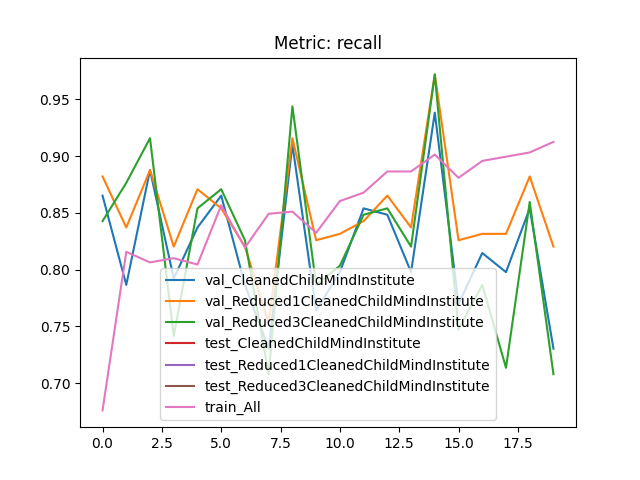 Metric: recall
0.95
0.90
0.85
0.80
0.75
0.70
val_CleanedChildMindInstitute
val_Reduced1CleanedChildMindInstitute
val_Reduced3CleanedChildMindInstitute
test_CleanedChildMindInstitute
test_Reduced1CleanedChildMindInstitute
test_Reduced3CleanedChildMindInstitute
train_All
0.0 2.5 5.0 7.5 10.0 12.5 15.0 17.5